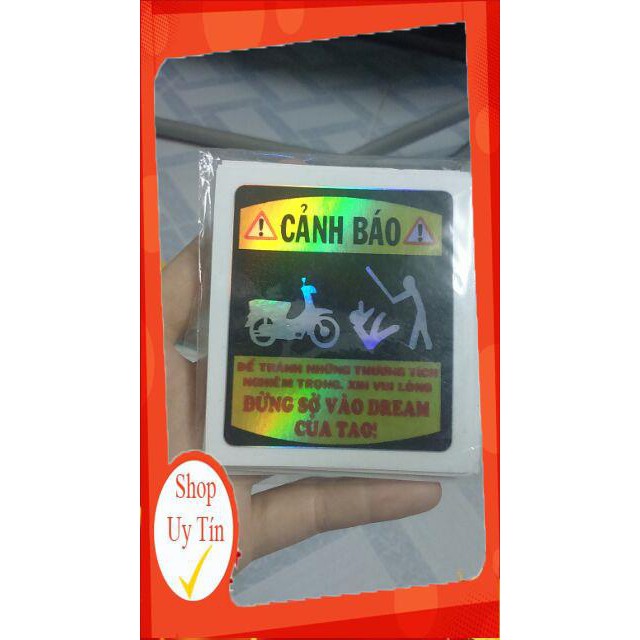 CẢNH BÁO
ĐỂ TRÁNH NHỮNG THƯƠNG TÍCH
NGHIÊM TRỌNG, XIN VUI LÒNG
ĐỪNG SỜ VÀO DREAM
CỦA TAO!
Shop
Uy Tín